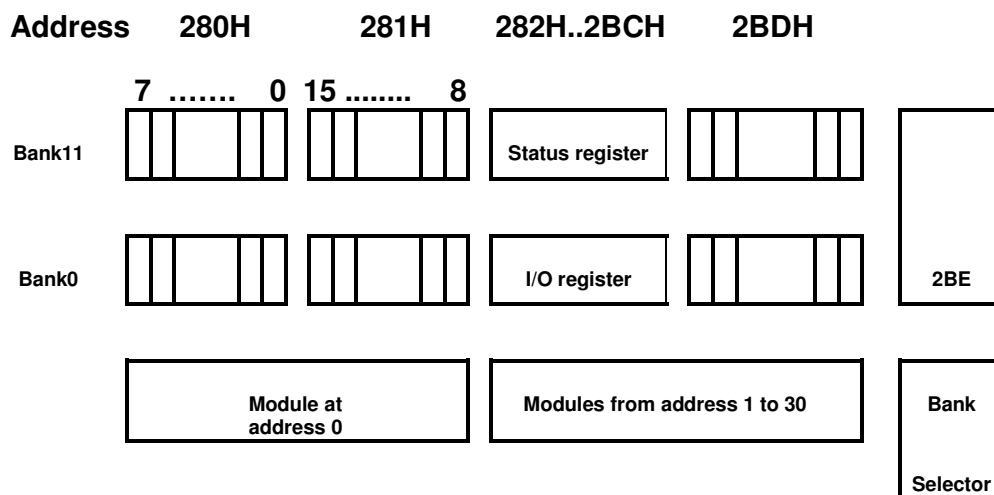 Address 280H 281H 282H..2BCH 2BDH
7 ....... 0 15 ........ 8
Bank11 Status register
Bank0 I/O register 2BE
Module at Modules from address 1 to 30 Bank
address 0
Selector